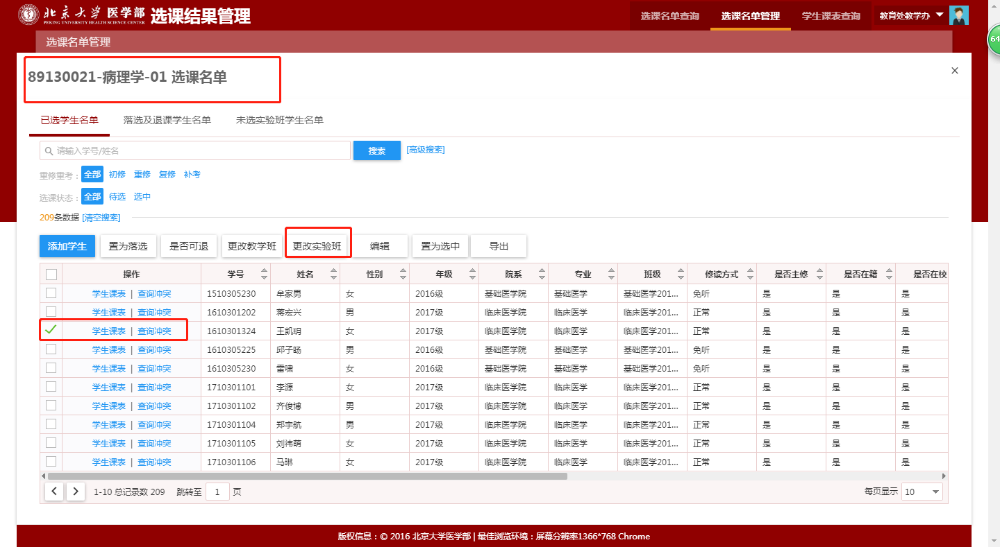 北京大学医学部 选课结果管理 选课名单查询 选课名单管理 学生课表查询 教育处教学办
PEKING UNIVERSITY HEALTH SCIENCE CENTER
64
选课名单管理
89130021-病理学-01 选课名单
已选学生名单 落选及退课学生名单 未选实验班学生名单
请输入学号/姓名 搜索 [高级搜索]
重修重考： 全部 初修 重修 复修 补考
选课状态： 全部 待选 选中
209条数据 [清空搜索]
添加学生 置为落选 是否可退 更改教学班 更改实验班 编辑 置为选中 导出
操作 学号 姓名 性别 年级 院系 专业 班级 修读方式 是否主修 是否在籍 是否在校
学生课表 | 查询冲突 1510305230 牟家男 女 2016级 基础医学院 基础医学 基础医学201... 免听 是 是 是
学生课表 | 查询冲突 1610301202 蒋宏兴 男 2017级 临床医学院 临床医学 临床医学201... 正常 是 是 是
学生课表 | 查询冲突 1610301324 王凯玥 女 2017级 临床医学院 临床医学 临床医学201... 正常 是 是 是
学生课表 | 查询冲突 1610305225 邱子旸 男 2016级 基础医学院 基础医学 基础医学201... 免听 是 是 是
学生课表 | 查询冲突 1610305230 雷啸 女 2016级 基础医学院 基础医学 基础医学201... 免听 是 是 是
学生课表 | 查询冲突 1710301101 李源 女 2017级 临床医学院 临床医学 临床医学201... 正常 是 是 是
学生课表 | 查询冲突 1710301102 齐俊博 男 2017级 临床医学院 临床医学 临床医学201... 正常 是 是 是
学生课表 | 查询冲突 1710301104 郑宇航 男 2017级 临床医学院 临床医学 临床医学201... 正常 是 是 是
学生课表 | 查询冲突 1710301105 刘祎萌 女 2017级 临床医学院 临床医学 临床医学201... 正常 是 是 是
学生课表 | 查询冲突 1710301106 马琳 女 2017级 临床医学院 临床医学 临床医学201... 正常 是 是 是
1-10 总记录数 209 跳转至 1 页 每页显示 10
版权信息：© 2016 北京大学医学部 | 最佳浏览环境：屏幕分辨率1366*768 Chrome